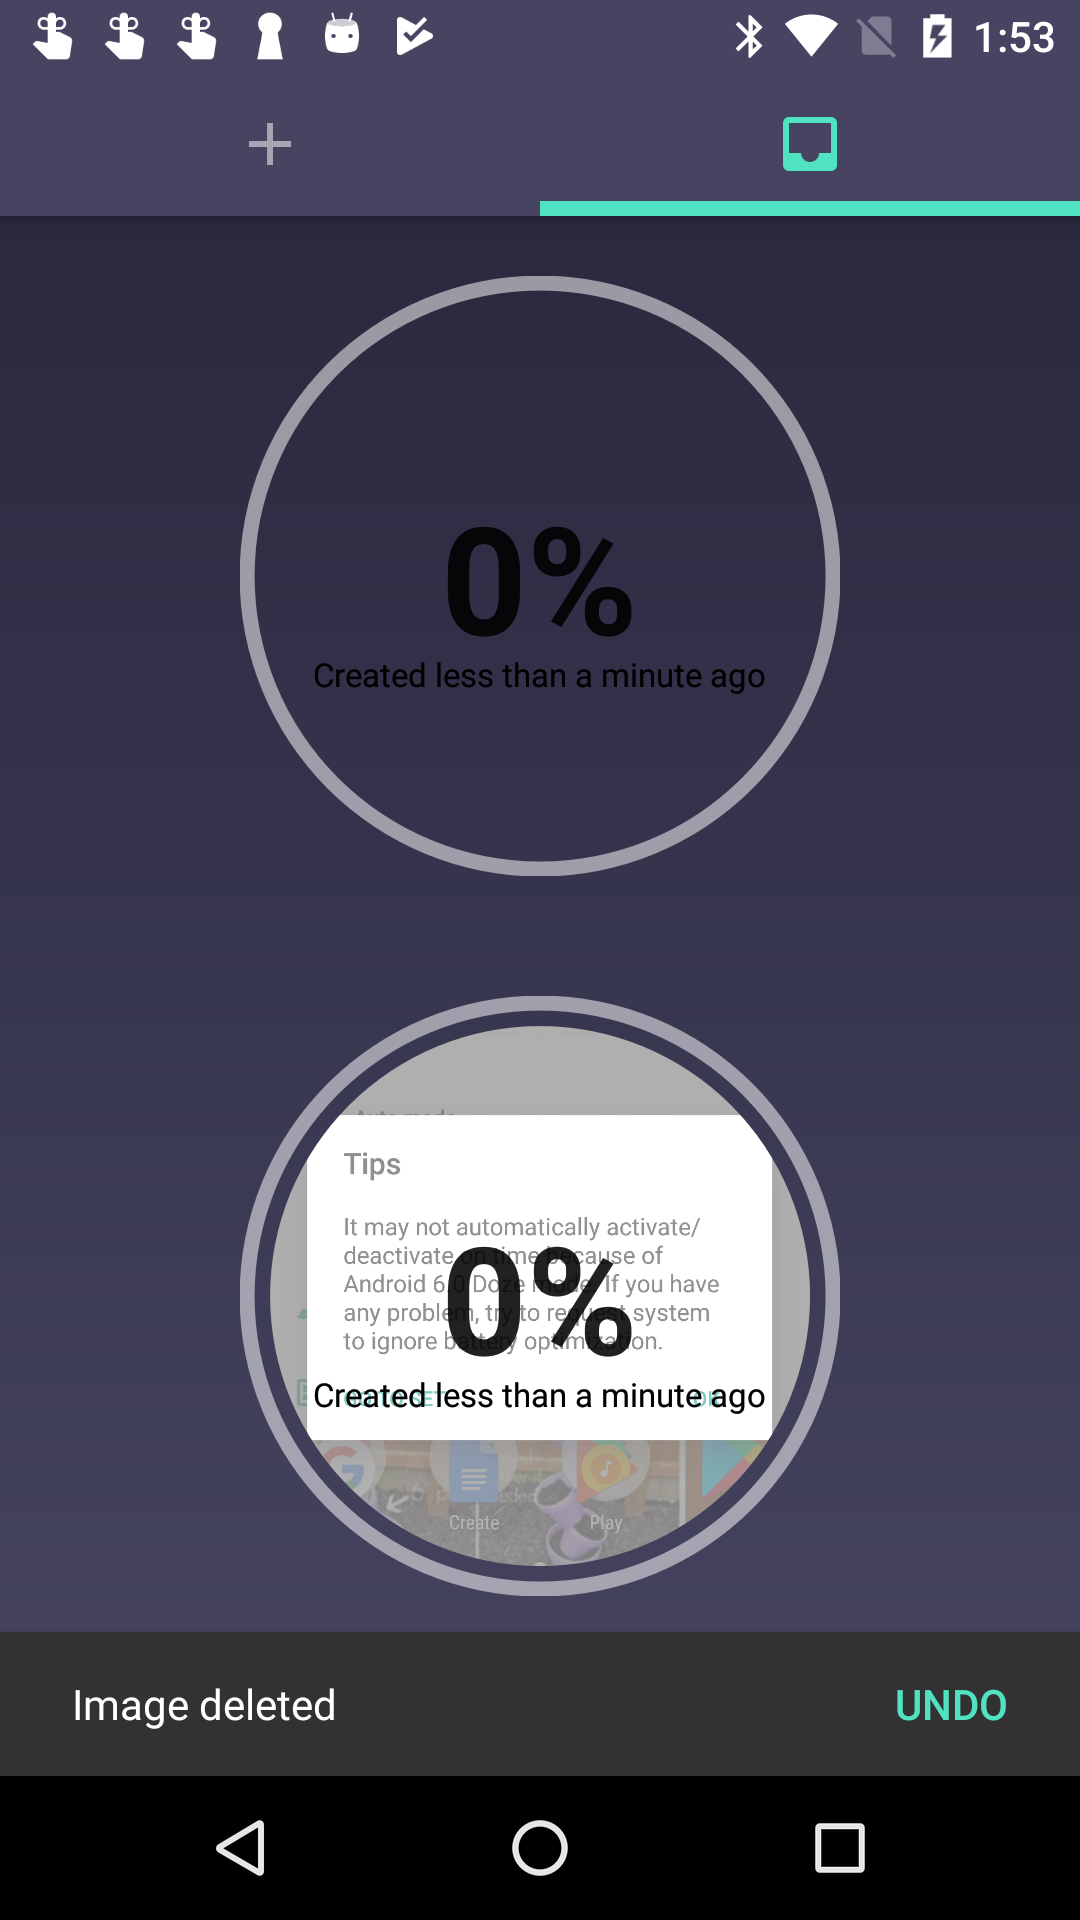 1:53
0%
Created less than a minute ago
Tips
It may not automatically activate/
deactivate on time because of
Android 6.0 Doze mode. If you have
any problem, try to request system
to ignore battery optimization.
0%
Created less than a minute ago
Create
Play
Image deleted
UNDO